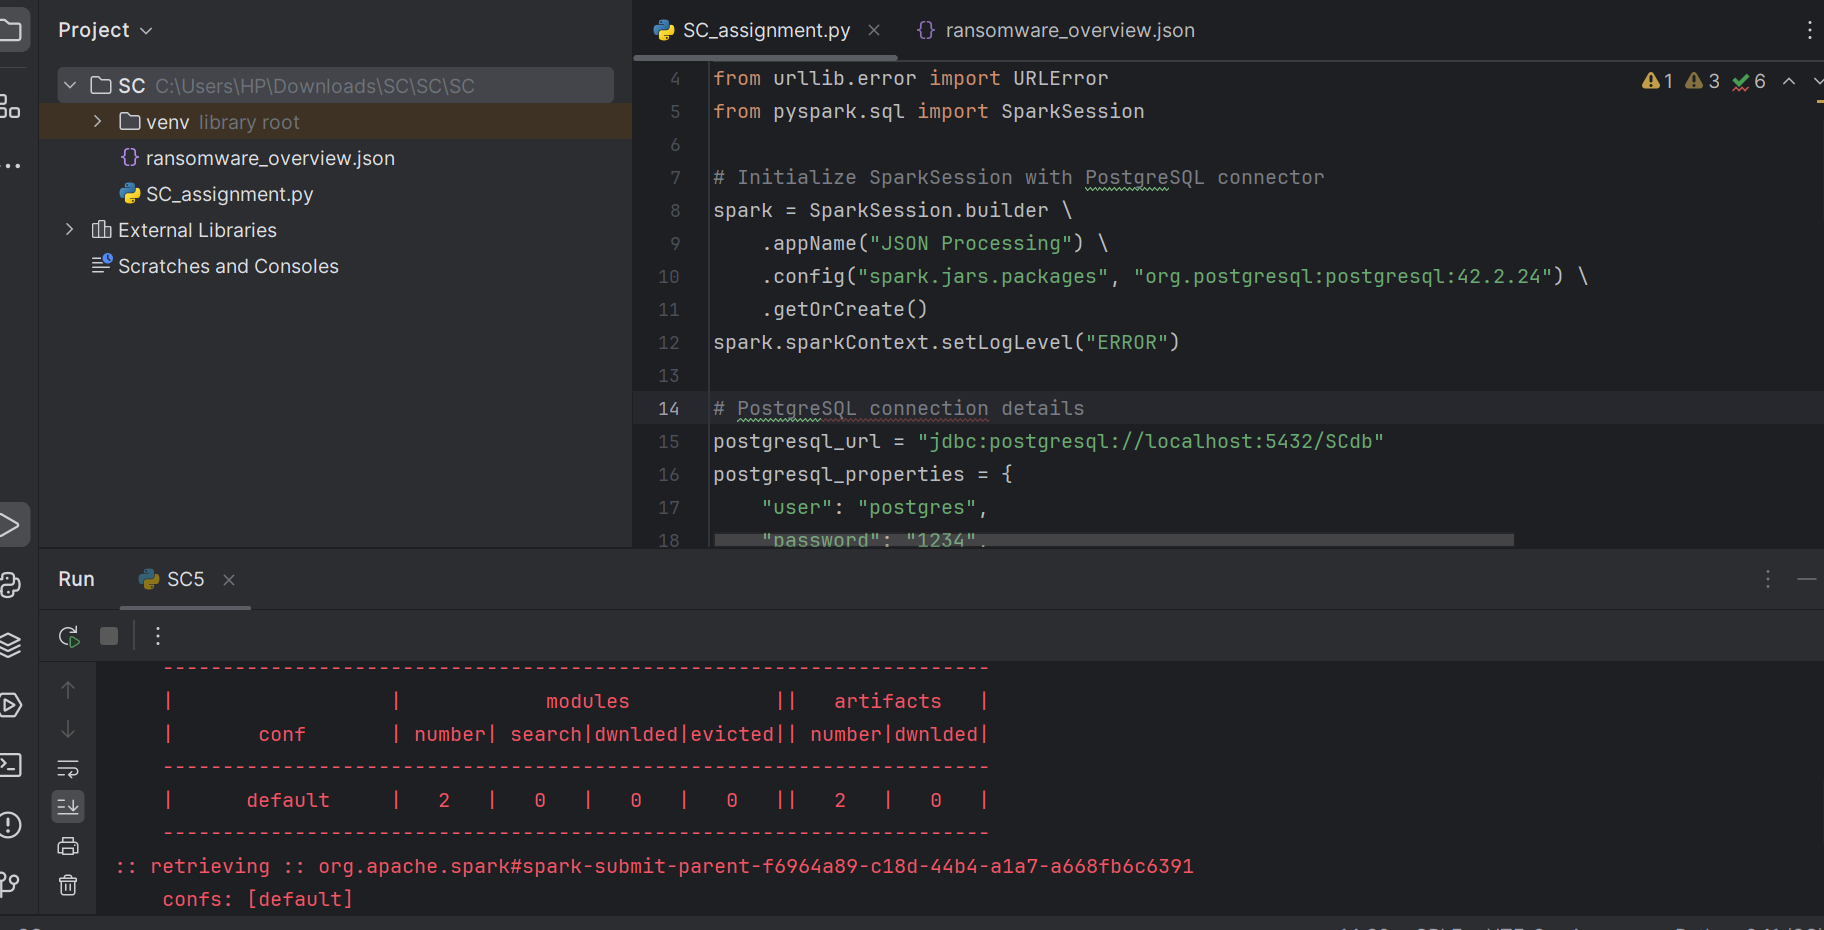 Project
SC C:\Users\HP\Downloads\SC\SC\SC
venv library root
ransomware_overview.json
SC_assignment.py
External Libraries
Scratches and Consoles
SC_assignment.py
ransomware_overview.json
1 3 6
4 from urllib.error import URLError
5 from pyspark.sql import SparkSession
6
7 # Initialize SparkSession with PostgreSQL connector
8 spark = SparkSession.builder \
9 .appName("JSON Processing") \
10 .config("spark.jars.packages", "org.postgresql:postgresql:42.2.24") \
11 .getOrCreate()
12 spark.sparkContext.setLogLevel("ERROR")
13
14 # PostgreSQL connection details
15 postgresql_url = "jdbc:postgresql://localhost:5432/SCdb"
16 postgresql_properties = {
17 "user": "postgres",
18 "password": "1234",
Run SC5
---------------------------------------------------------------------
|                  |            modules            ||   artifacts   |
|       conf       | number| search|dwnlded|evicted|| number|dwnlded|
---------------------------------------------------------------------
|      default     |   2   |   0   |   0   |   0   ||   2   |   0   |
---------------------------------------------------------------------
:: retrieving :: org.apache.spark#spark-submit-parent-f6964a89-c18d-44b4-a1a7-a668fb6c6391
confs: [default]